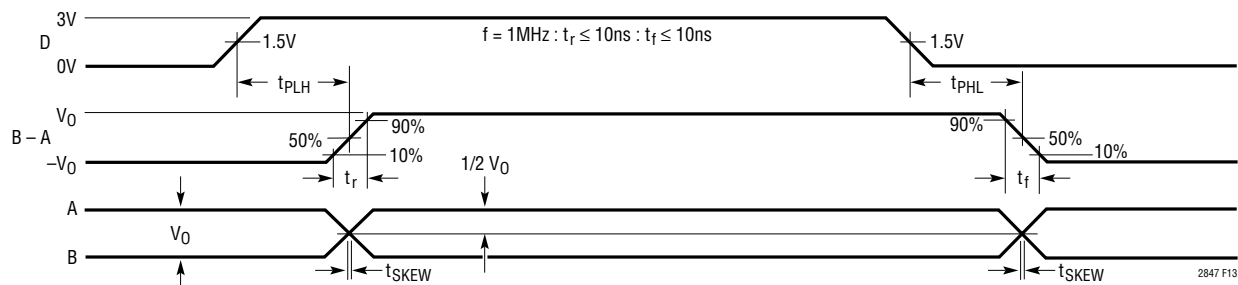 3V
D
0V
1.5V
f = 1MHz : tr ≤ 10ns : tf ≤ 10ns
1.5V
tPLH
tPHL
VO
B – A
–VO
50%
90%
10%
tr
1/2 VO
90%
50%
10%
tf
A
VO
B
tSKEW
tSKEW
2847 F13